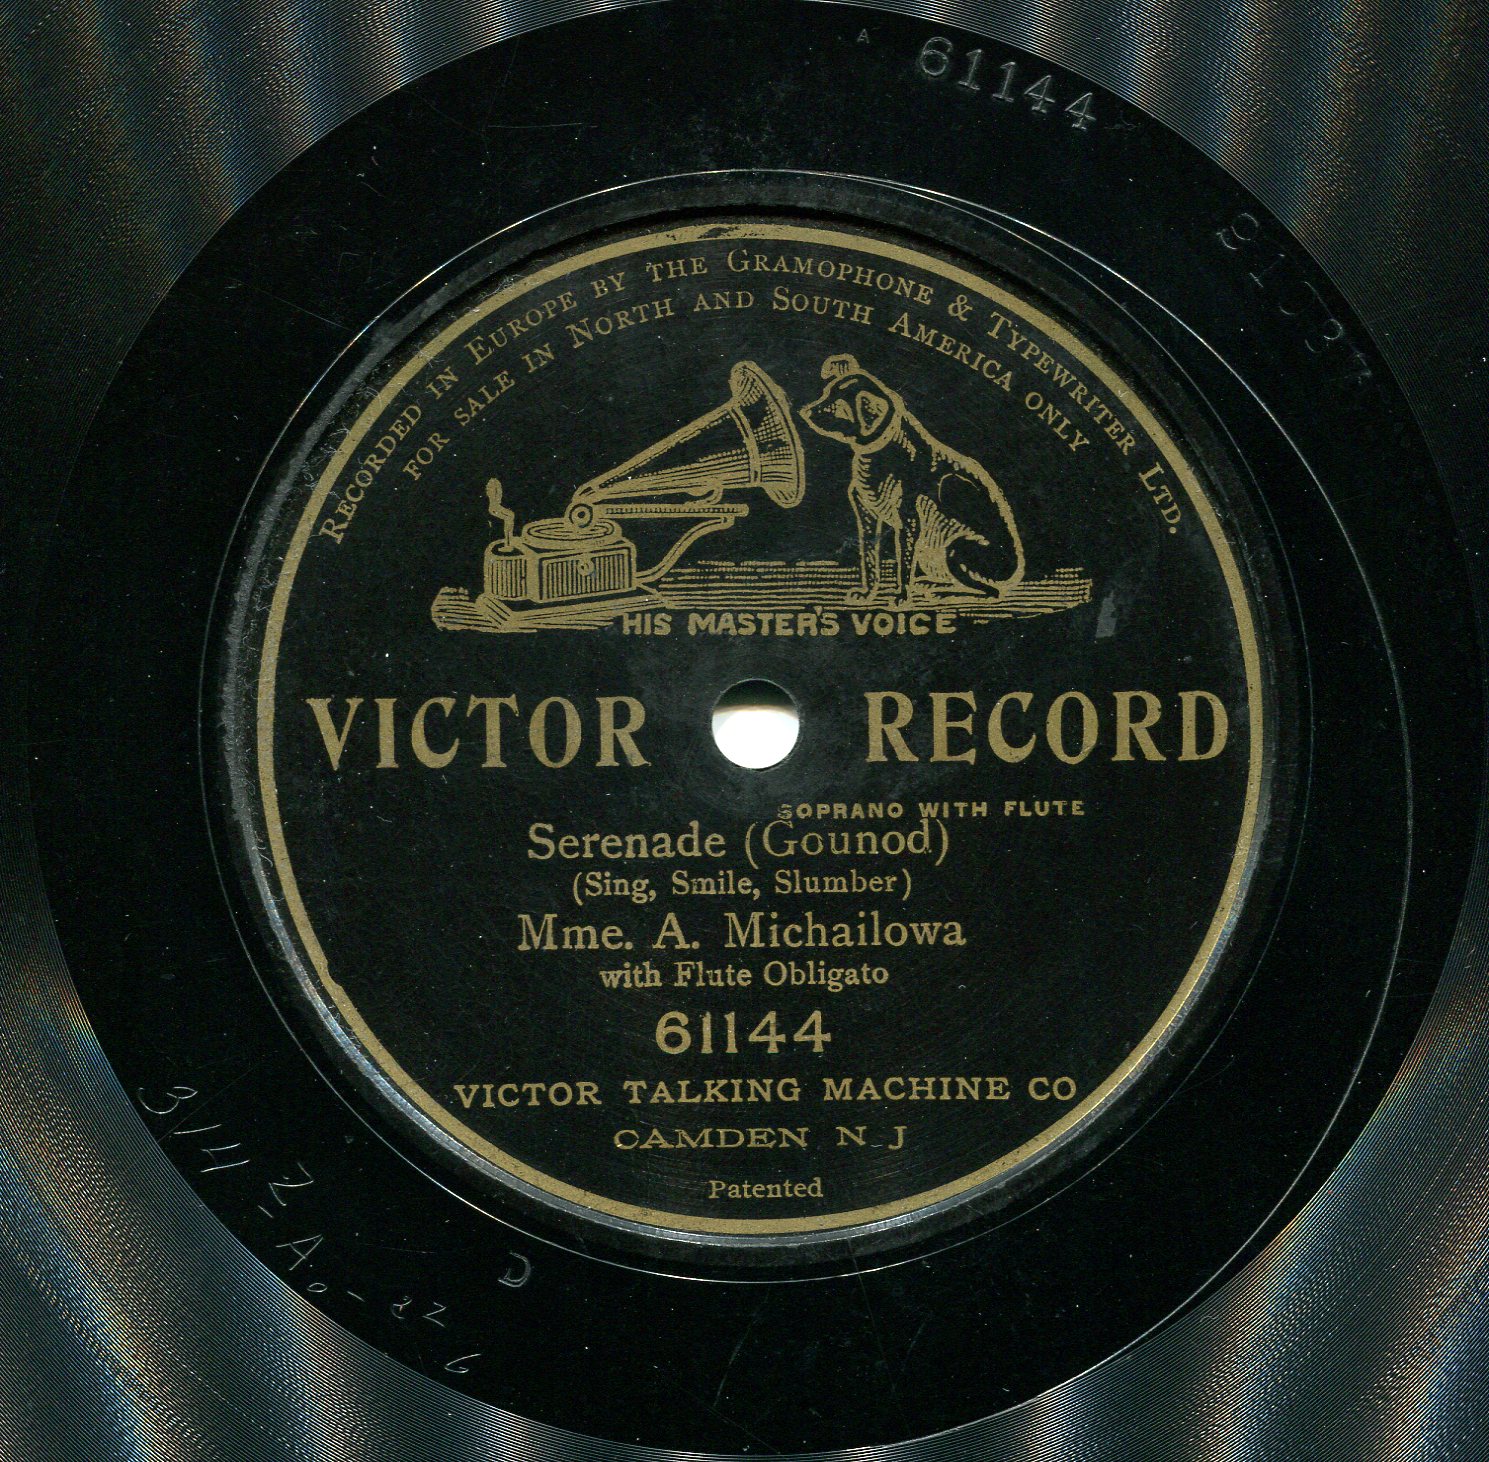 A 61144
RECORDED IN EUROPE BY THE GRAMOPHONE & TYPEWRITER LTD.
FOR SALE IN NORTH AND SOUTH AMERICA ONLY
HIS MASTER'S VOICE
VICTOR RECORD
SOPRANO WITH FLUTE
Serenade (Gounod)
(Sing, Smile, Slumber)
Mme. A. Michailowa
with Flute Obligato
61144
VICTOR TALKING MACHINE CO
CAMDEN N J
Patented
D